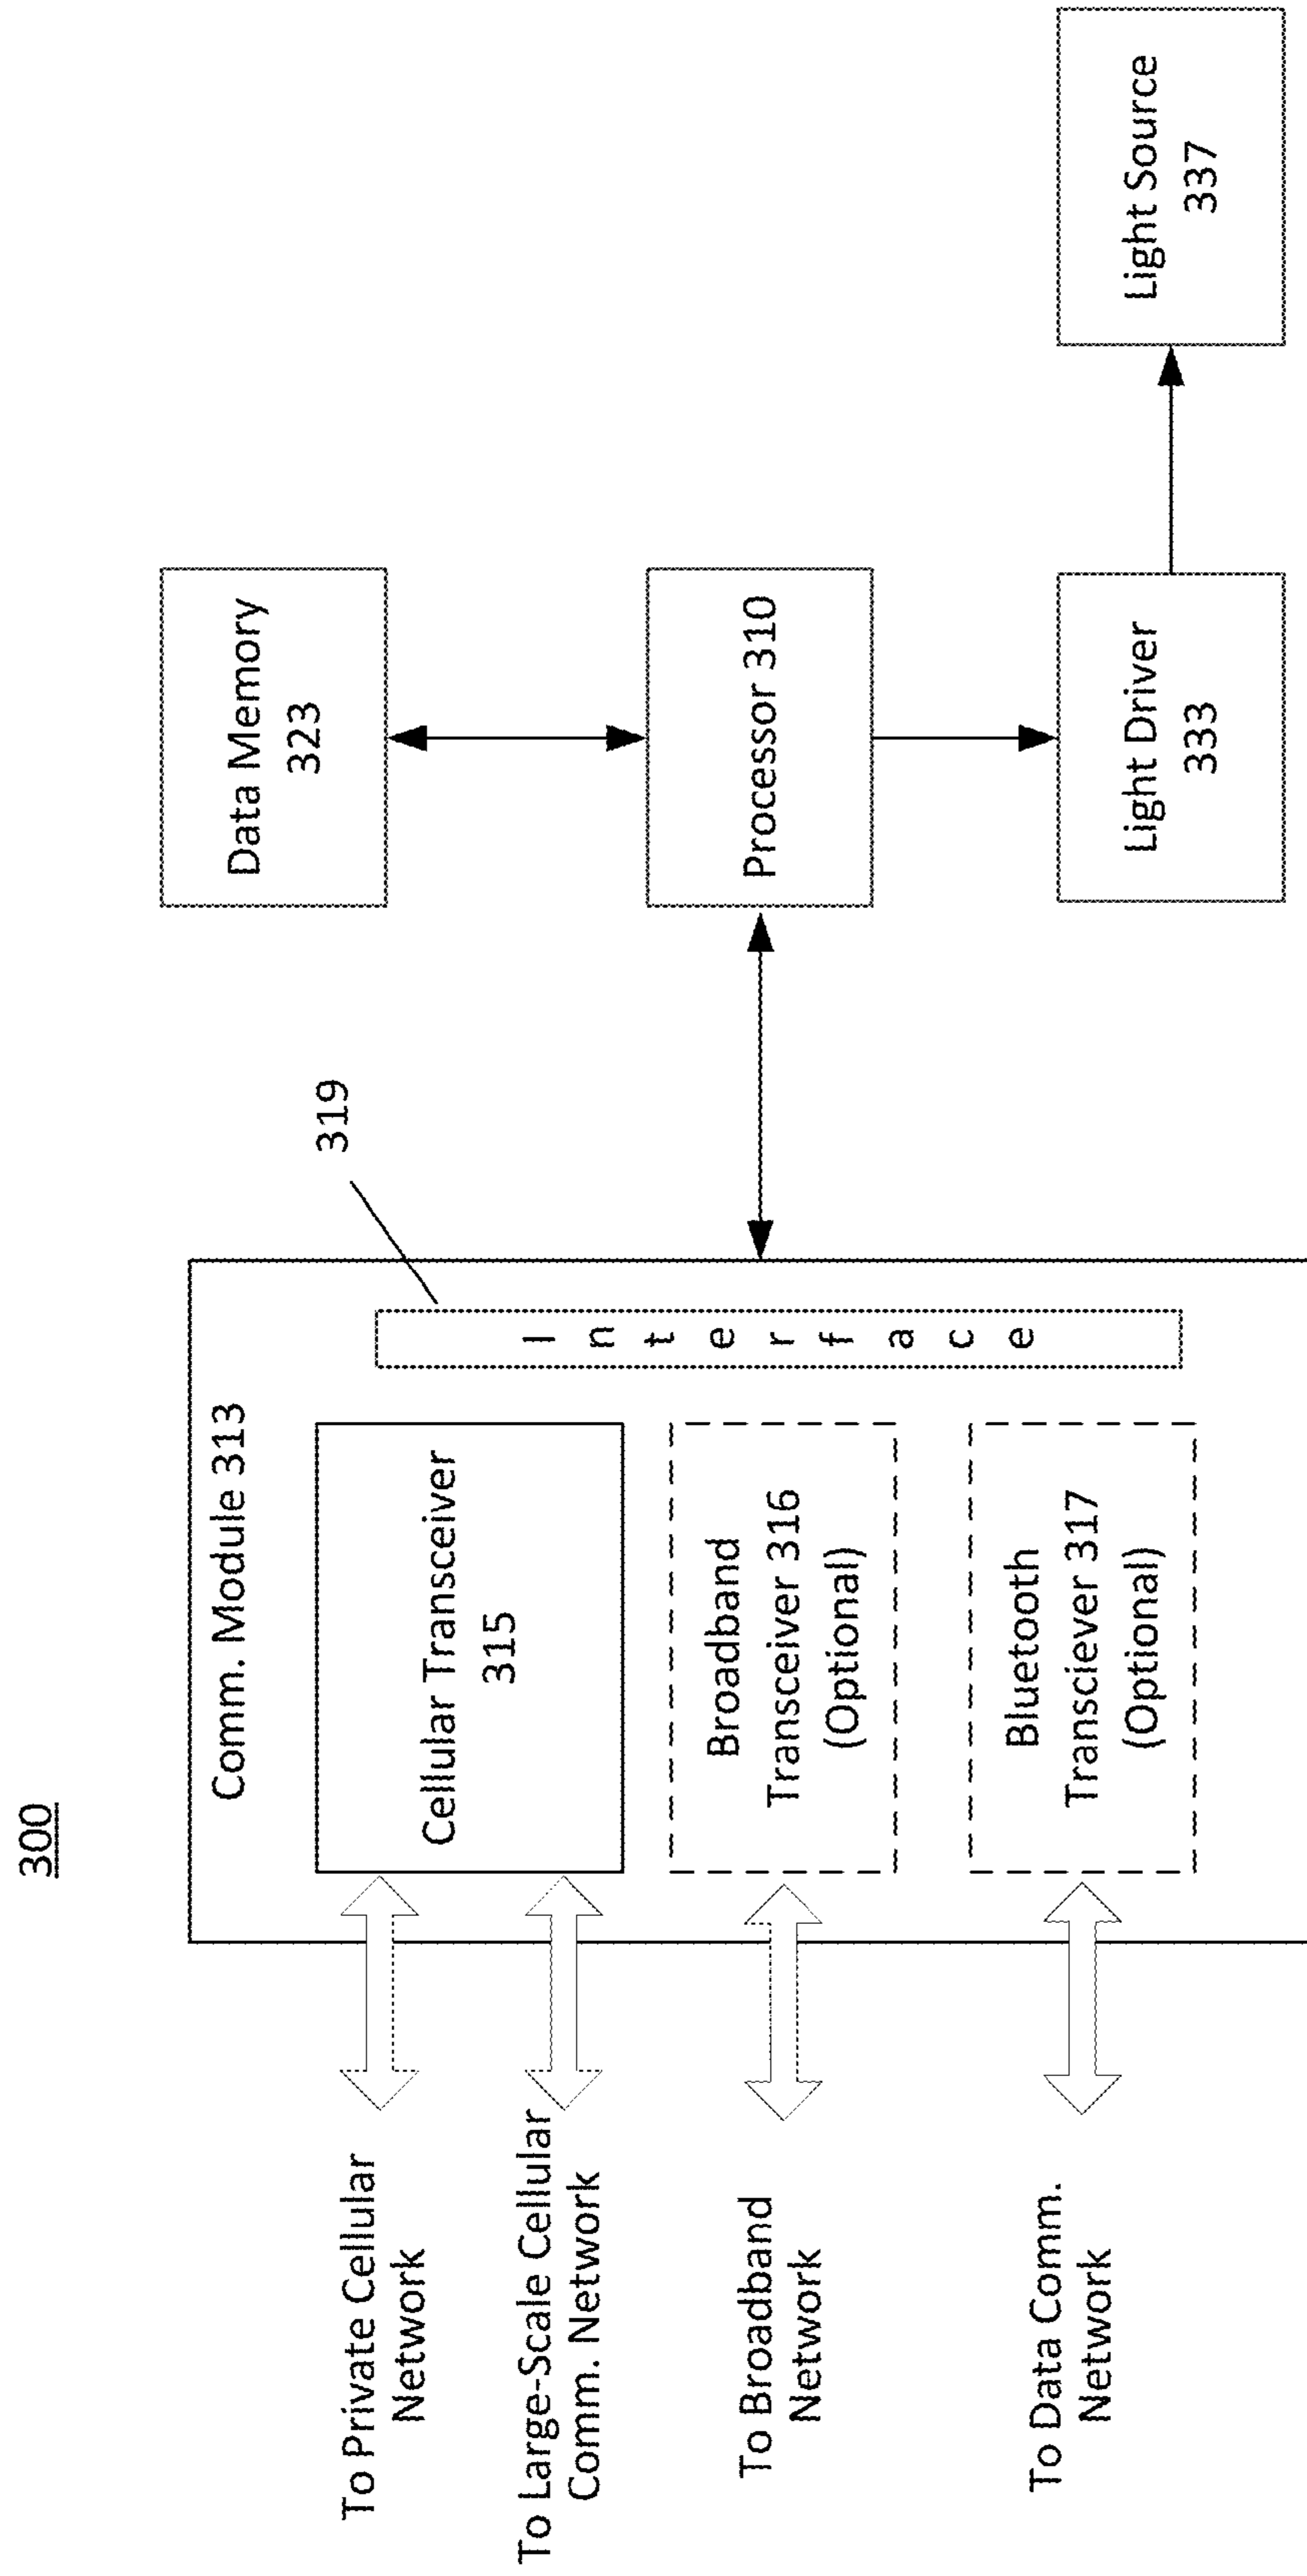 300
Comm. Module 313
319
Data Memory
323
To Private Cellular
Network
Cellular Transceiver
315
To Large-Scale Cellular
Comm. Network
Interface
Processor 310
To Broadband
Network
Broadband
Transceiver 316
(Optional)
To Data Comm.
Network
Bluetooth
Transciever 317
(Optional)
Light Driver
333
Light Source
337